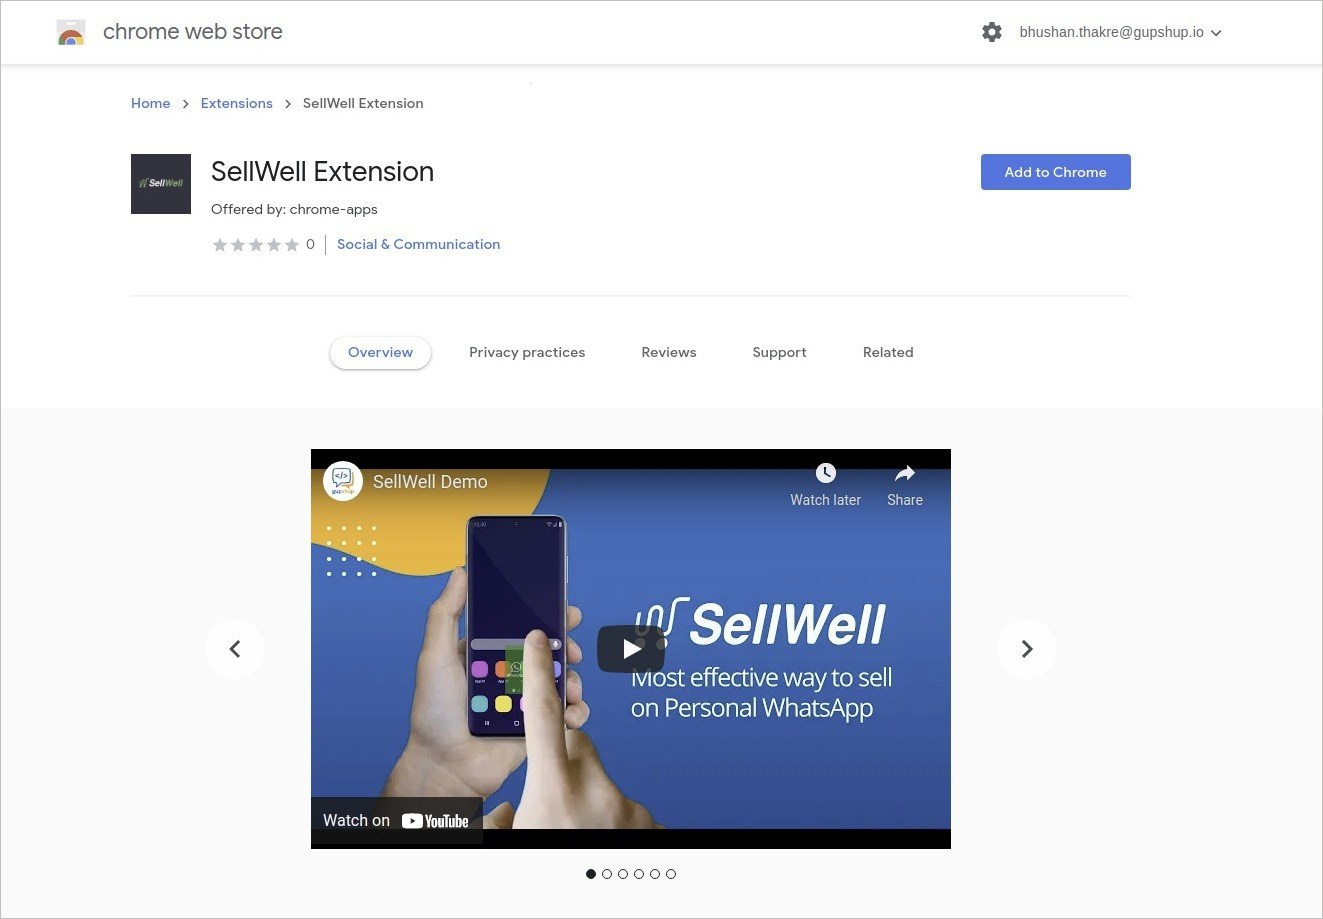 chrome web store
bhushan.thakre@gupshup.io
Home > Extensions > SellWell Extension
SellWell
SellWell Extension
Add to Chrome
Offered by: chrome-apps
0
Social & Communication
Overview
Privacy practices
Reviews
Support
Related
gupshup
SellWell Demo
Watch later
Share
12:30
SellWell
Most effective way to sell
on Personal WhatsApp
Watch on YouTube